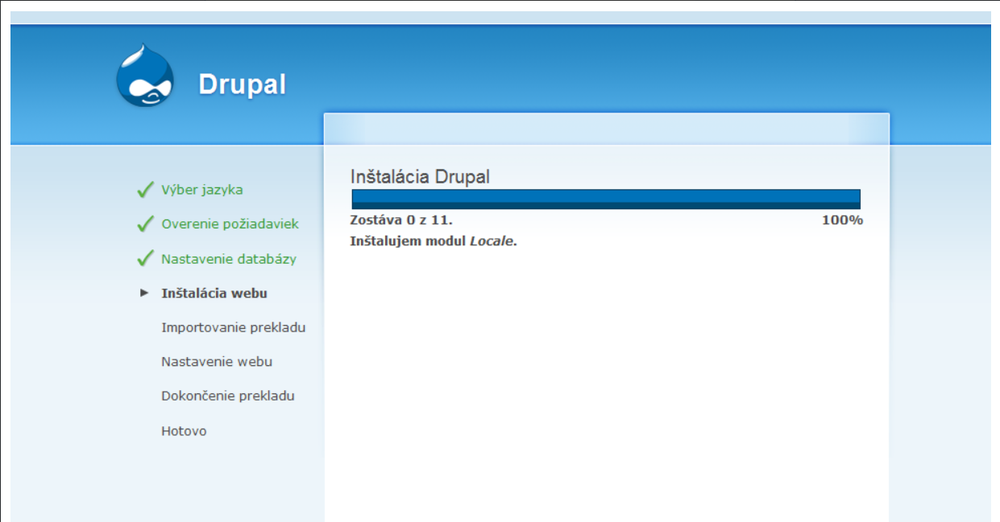 Drupal
Výber jazyka
Overenie požiadaviek
Nastavenie databázy
Inštalácia webu
Importovanie prekladu
Nastavenie webu
Dokončenie prekladu
Hotovo
Inštalácia Drupal
Zostáva 0 z 11. 100%
Inštalujem modul Locale.